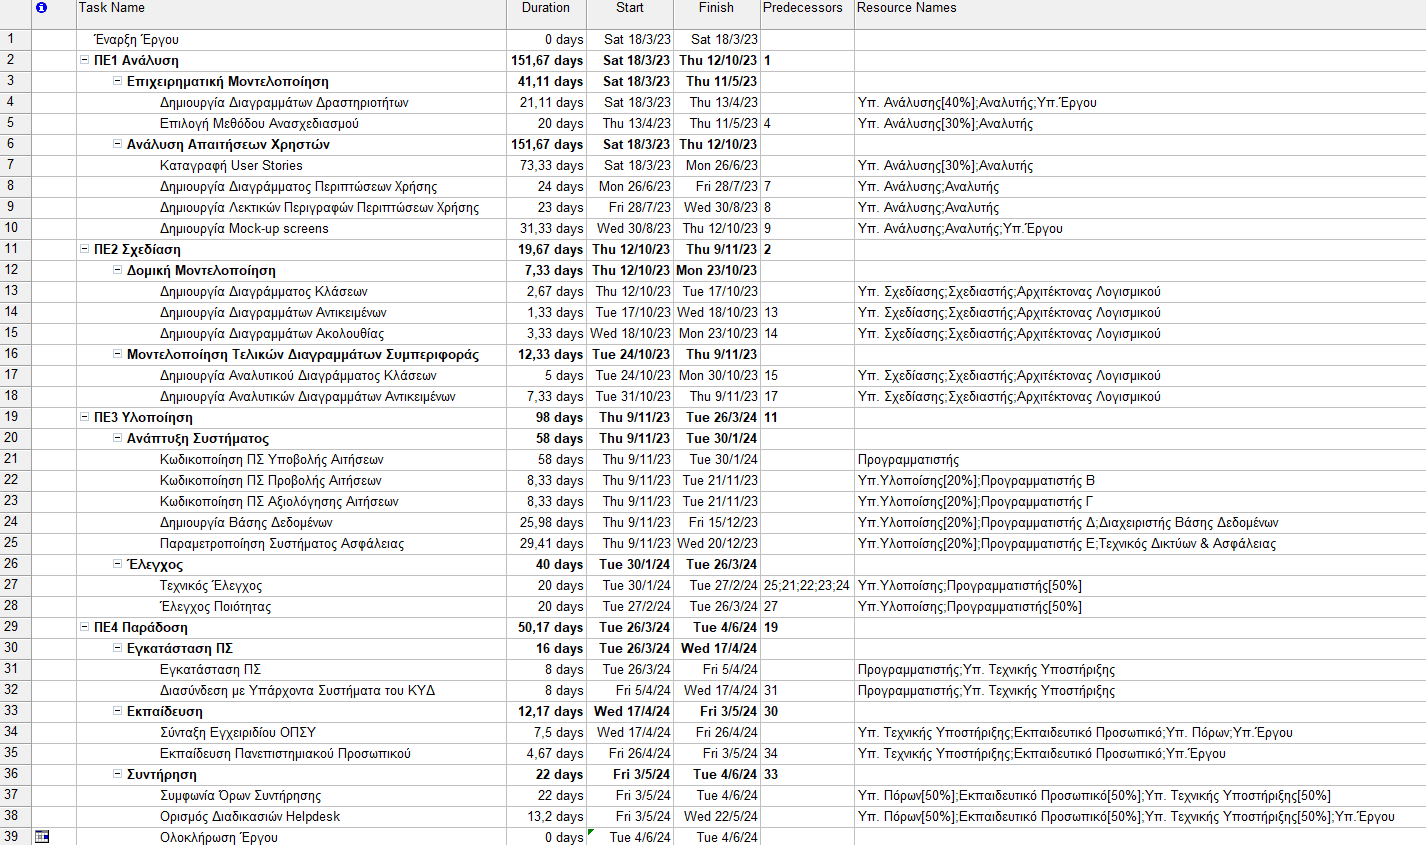 Task Name Duration Start Finish Predecessors Resource Names
1 Έναρξη Έργου 0 days Sat 18/3/23 Sat 18/3/23
2 ΠΕ1 Ανάλυση 151,67 days Sat 18/3/23 Thu 12/10/23 1
3 Επιχειρηματική Μοντελοποίηση 41,11 days Sat 18/3/23 Thu 11/5/23
4 Δημιουργία Διαγραμμάτων Δραστηριοτήτων 21,11 days Sat 18/3/23 Thu 13/4/23 Υπ. Ανάλυσης[40%];Αναλυτής;Υπ.Έργου
5 Επιλογή Μεθόδου Ανασχεδιασμού 20 days Thu 13/4/23 Thu 11/5/23 4 Υπ. Ανάλυσης[30%];Αναλυτής
6 Ανάλυση Απαιτήσεων Χρηστών 151,67 days Sat 18/3/23 Thu 12/10/23
7 Καταγραφή User Stories 73,33 days Sat 18/3/23 Mon 26/6/23 Υπ. Ανάλυσης[30%];Αναλυτής
8 Δημιουργία Διαγράμματος Περιπτώσεων Χρήσης 24 days Mon 26/6/23 Fri 28/7/23 7 Υπ. Ανάλυσης;Αναλυτής
9 Δημιουργία Λεκτικών Περιγραφών Περιπτώσεων Χρήσης 23 days Fri 28/7/23 Wed 30/8/23 8 Υπ. Ανάλυσης;Αναλυτής
10 Δημιουργία Mock-up screens 31,33 days Wed 30/8/23 Thu 12/10/23 9 Υπ. Ανάλυσης;Αναλυτής;Υπ.Έργου
11 ΠΕ2 Σχεδίαση 19,67 days Thu 12/10/23 Thu 9/11/23 2
12 Δομική Μοντελοποίηση 7,33 days Thu 12/10/23 Mon 23/10/23
13 Δημιουργία Διαγράμματος Κλάσεων 2,67 days Thu 12/10/23 Tue 17/10/23 Υπ. Σχεδίασης;Σχεδιαστής;Αρχιτέκτονας Λογισμικού
14 Δημιουργία Διαγραμμάτων Αντικειμένων 1,33 days Tue 17/10/23 Wed 18/10/23 13 Υπ. Σχεδίασης;Σχεδιαστής;Αρχιτέκτονας Λογισμικού
15 Δημιουργία Διαγραμμάτων Ακολουθίας 3,33 days Wed 18/10/23 Mon 23/10/23 14 Υπ. Σχεδίασης;Σχεδιαστής;Αρχιτέκτονας Λογισμικού
16 Μοντελοποίηση Τελικών Διαγραμμάτων Συμπεριφοράς 12,33 days Tue 24/10/23 Thu 9/11/23
17 Δημιουργία Αναλυτικού Διαγράμματος Κλάσεων 5 days Tue 24/10/23 Mon 30/10/23 15 Υπ. Σχεδίασης;Σχεδιαστής;Αρχιτέκτονας Λογισμικού
18 Δημιουργία Αναλυτικών Διαγραμμάτων Αντικειμένων 7,33 days Tue 31/10/23 Thu 9/11/23 17 Υπ. Σχεδίασης;Σχεδιαστής;Αρχιτέκτονας Λογισμικού
19 ΠΕ3 Υλοποίηση 98 days Thu 9/11/23 Tue 26/3/24 11
20 Ανάπτυξη Συστήματος 58 days Thu 9/11/23 Tue 30/1/24
21 Κωδικοποίηση ΠΣ Υποβολής Αιτήσεων 58 days Thu 9/11/23 Tue 30/1/24 Προγραμματιστής
22 Κωδικοποίηση ΠΣ Προβολής Αιτήσεων 8,33 days Thu 9/11/23 Tue 21/11/23 Υπ.Υλοποίσης[20%];Προγραμματιστής Β
23 Κωδικοποίηση ΠΣ Αξιολόγησης Αιτήσεων 8,33 days Thu 9/11/23 Tue 21/11/23 Υπ.Υλοποίσης[20%];Προγραμματιστής Γ
24 Δημιουργία Βάσης Δεδομένων 25,98 days Thu 9/11/23 Fri 15/12/23 Υπ.Υλοποίσης[20%];Προγραμματιστής Δ;Διαχειριστής Βάσης Δεδομένων
25 Παραμετροποίηση Συστήματος Ασφάλειας 29,41 days Thu 9/11/23 Wed 20/12/23 Υπ.Υλοποίσης[20%];Προγραμματιστής Ε;Τεχνικός Δικτύων & Ασφάλειας
26 Έλεγχος 40 days Tue 30/1/24 Tue 26/3/24
27 Τεχνικός Έλεγχος 20 days Tue 30/1/24 Tue 27/2/24 25;21;22;23;24 Υπ.Υλοποίσης;Προγραμματιστής[50%]
28 Έλεγχος Ποιότητας 20 days Tue 27/2/24 Tue 26/3/24 27 Υπ.Υλοποίσης;Προγραμματιστής[50%]
29 ΠΕ4 Παράδοση 50,17 days Tue 26/3/24 Tue 4/6/24 19
30 Εγκατάσταση ΠΣ 16 days Tue 26/3/24 Wed 17/4/24
31 Εγκατάσταση ΠΣ 8 days Tue 26/3/24 Fri 5/4/24 Προγραμματιστής;Υπ. Τεχνικής Υποστήριξης
32 Διασύνδεση με Υπάρχοντα Συστήματα του ΚΥΔ 8 days Fri 5/4/24 Wed 17/4/24 31 Προγραμματιστής;Υπ. Τεχνικής Υποστήριξης
33 Εκπαίδευση 12,17 days Wed 17/4/24 Fri 3/5/24 30
34 Σύνταξη Εγχειριδίου ΟΠΣΥ 7,5 days Wed 17/4/24 Fri 26/4/24 Υπ. Τεχνικής Υποστήριξης;Εκπαιδευτικό Προσωπικό;Υπ. Πόρων;Υπ.Έργου
35 Εκπαίδευση Πανεπιστημιακού Προσωπικού 4,67 days Fri 26/4/24 Fri 3/5/24 34 Υπ. Τεχνικής Υποστήριξης;Εκπαιδευτικό Προσωπικό;Υπ.Έργου
36 Συντήρηση 22 days Fri 3/5/24 Tue 4/6/24 33
37 Συμφωνία Όρων Συντήρησης 22 days Fri 3/5/24 Tue 4/6/24 Υπ. Πόρων[50%];Εκπαιδευτικό Προσωπικό[50%];Υπ. Τεχνικής Υποστήριξης[50%]
38 Ορισμός Διαδικασιών Helpdesk 13,2 days Fri 3/5/24 Wed 22/5/24 Υπ. Πόρων[50%];Εκπαιδευτικό Προσωπικό[50%];Υπ. Τεχνικής Υποστήριξης[50%];Υπ.Έργου
39 Ολοκλήρωση Έργου 0 days Tue 4/6/24 Tue 4/6/24